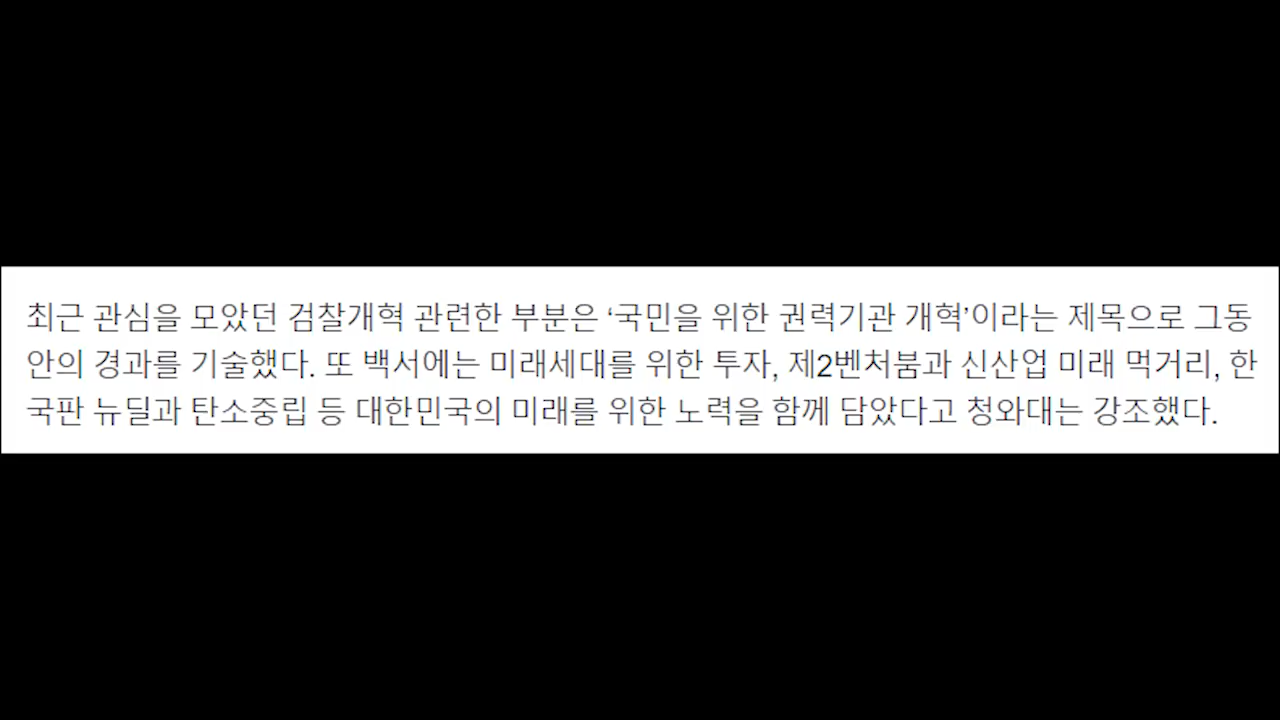 최근 관심을 모았던 검찰개혁 관련한 부분은 ‘국민을 위한 권력기관 개혁’이라는 제목으로 그동
안의 경과를 기술했다. 또 백서에는 미래세대를 위한 투자, 제2벤처붐과 신산업 미래 먹거리, 한
국판 뉴딜과 탄소중립 등 대한민국의 미래를 위한 노력을 함께 담았다고 청와대는 강조했다.